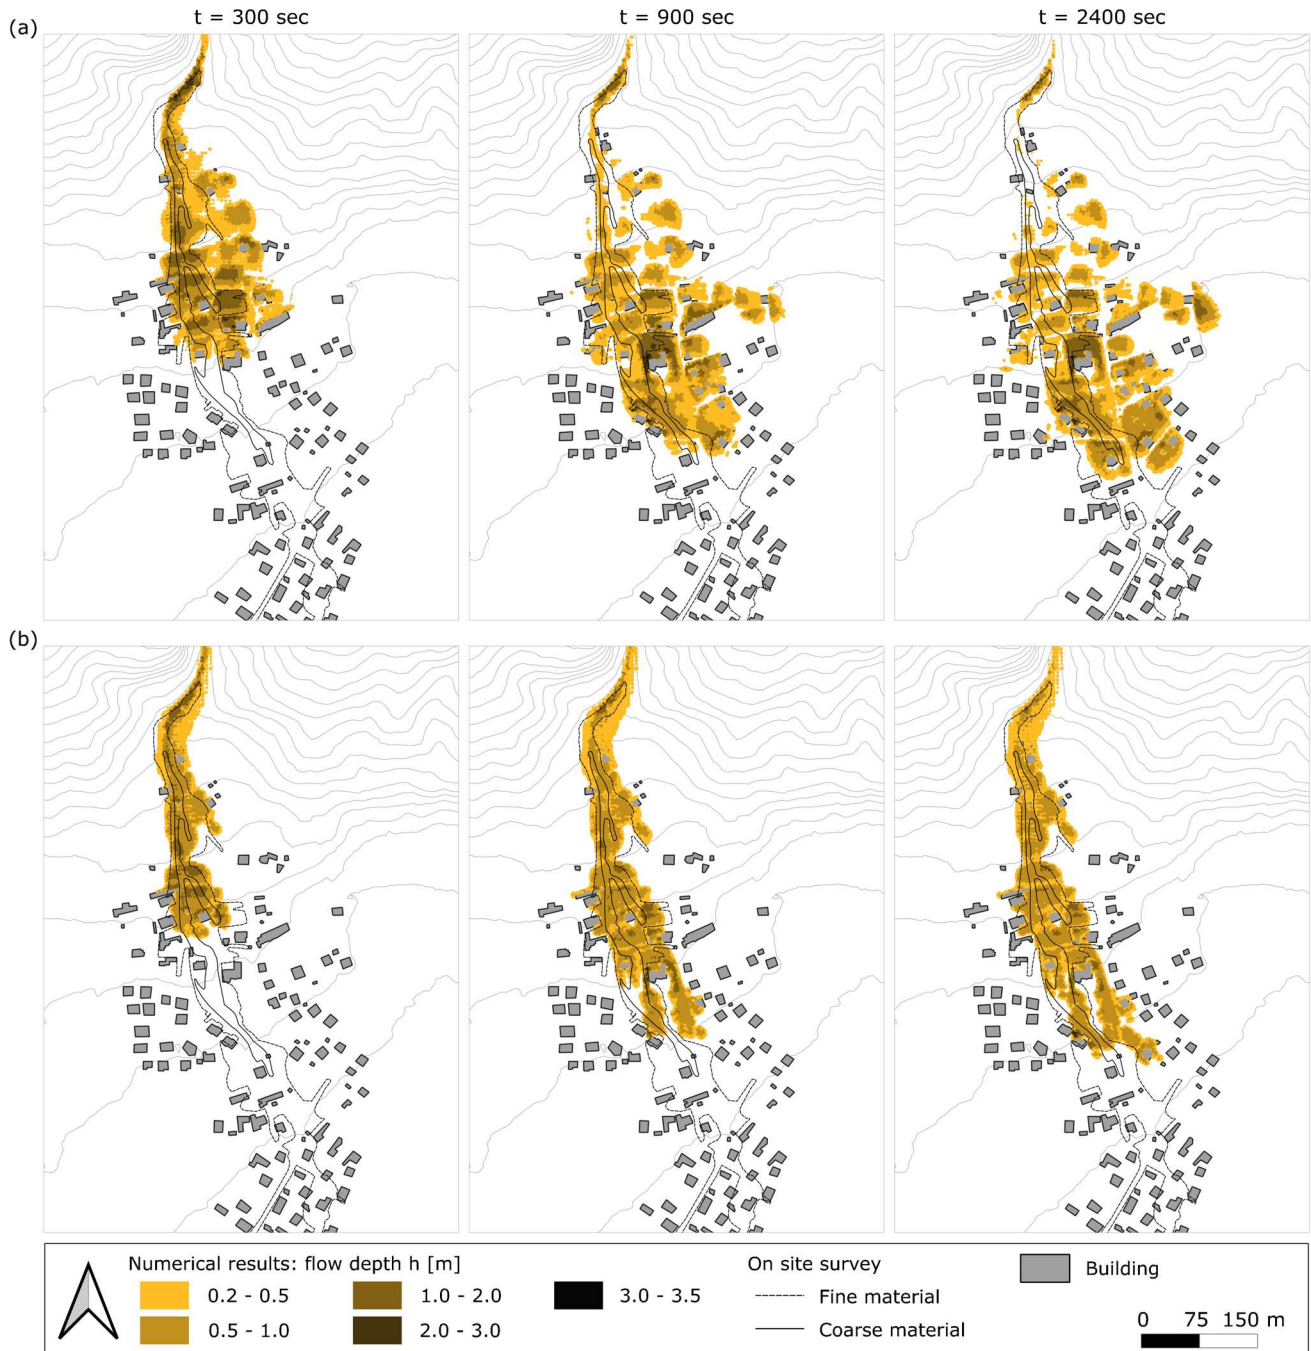 t = 300 sec
t = 900 sec
t = 2400 sec
(a)
(b)
Numerical results: flow depth h [m]
0.2 - 0.5
0.5 - 1.0
1.0 - 2.0
2.0 - 3.0
3.0 - 3.5
On site survey
Fine material
Coarse material
Building
0 75 150 m